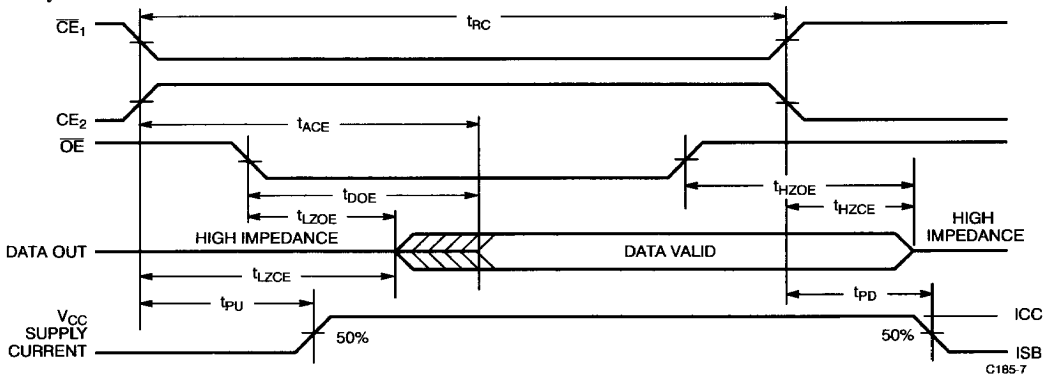 tRC
CE1
CE2
tACE
OE
tDOE
tHZOE
tLZOE
tHZCE
HIGH IMPEDANCE
HIGH IMPEDANCE
DATA OUT
DATA VALID
tLZCE
tPU
tPD
VCC
SUPPLY
CURRENT
50%
50%
ICC
ISB
C185-7